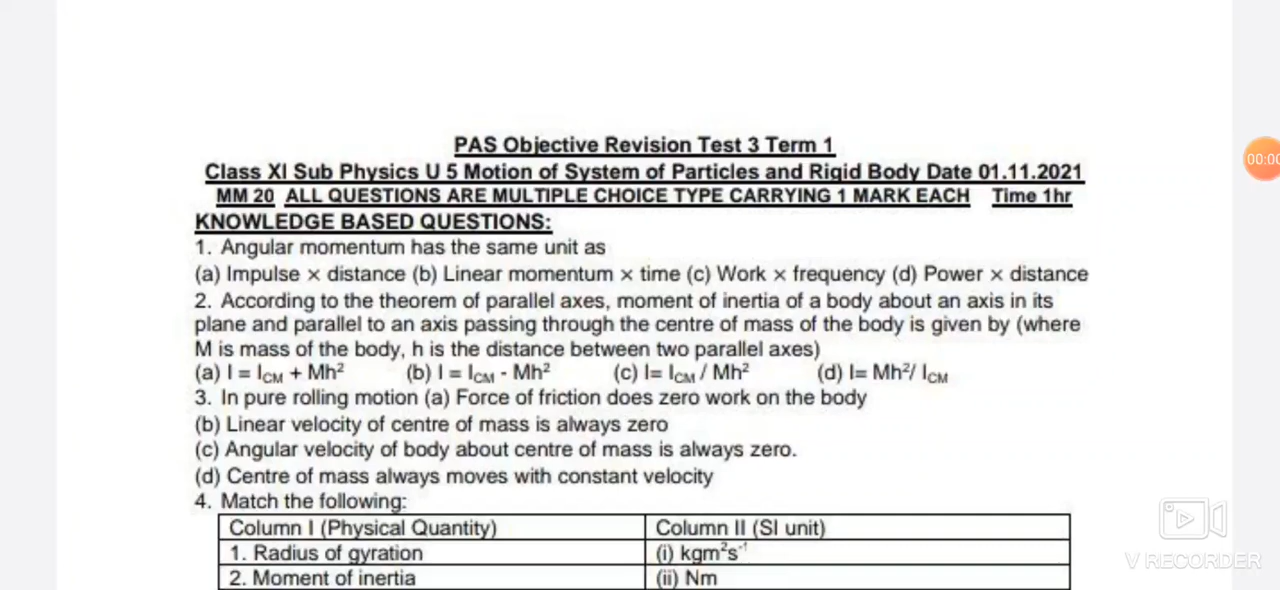 PAS Objective Revision Test 3 Term 1
Class XI Sub Physics U 5 Motion of System of Particles and Rigid Body Date 01.11.2021
MM 20 ALL QUESTIONS ARE MULTIPLE CHOICE TYPE CARRYING 1 MARK EACH Time 1hr
KNOWLEDGE BASED QUESTIONS:
1. Angular momentum has the same unit as
(a) Impulse × distance (b) Linear momentum × time (c) Work × frequency (d) Power × distance
2. According to the theorem of parallel axes, moment of inertia of a body about an axis in its
plane and parallel to an axis passing through the centre of mass of the body is given by (where
M is mass of the body, h is the distance between two parallel axes)
(a) I = I_CM + Mh² (b) I = I_CM - Mh² (c) I= I_CM / Mh² (d) I= Mh²/ I_CM
3. In pure rolling motion (a) Force of friction does zero work on the body
(b) Linear velocity of centre of mass is always zero
(c) Angular velocity of body about centre of mass is always zero.
(d) Centre of mass always moves with constant velocity
4. Match the following:
Column I (Physical Quantity) Column II (SI unit)
1. Radius of gyration (i) kgm²s⁻¹
2. Moment of inertia (ii) Nm
00:00
V RECORDER